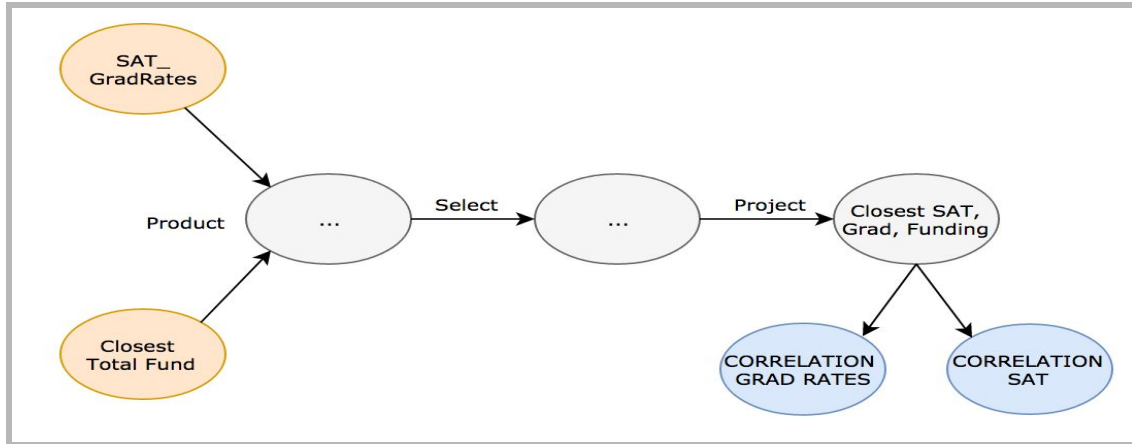 SAT_
GradRates
Product
...
Select
...
Project
Closest SAT,
Grad, Funding
Closest
Total Fund
CORRELATION
GRAD RATES
CORRELATION
SAT